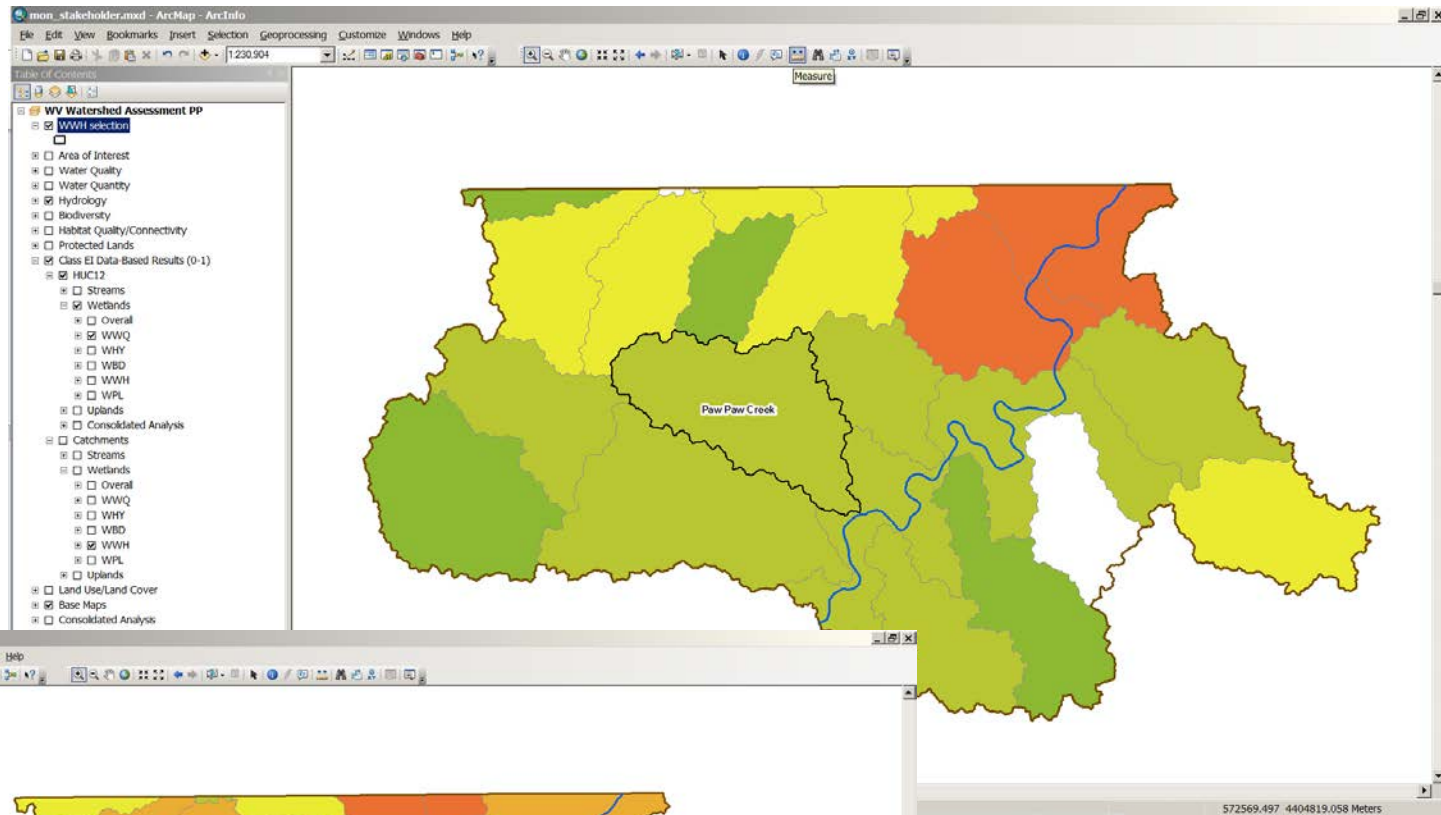 mon_stakeholder.mxd - ArcMap - ArcInfo
File Edit View Bookmarks Insert Selection Geoprocessing Customize Windows Help
1:230,904
Measure
Table Of Contents
WV Watershed Assessment PP
WWH selection
Area of Interest
Water Quality
Water Quantity
Hydrology
Biodiversity
Habitat Quality/Connectivity
Protected Lands
Class EI Data-Based Results (0-1)
HUC12
Streams
Wetlands
Overall
WWQ
WHY
WBD
WWH
WPL
Uplands
Consolidated Analysis
Catchments
Streams
Wetlands
Overall
WWQ
WHY
WBD
WWH
WPL
Uplands
Land Use/Land Cover
Base Maps
Consolidated Analysis
Paw Paw Creek
Help
572569.497 4404819.058 Meters